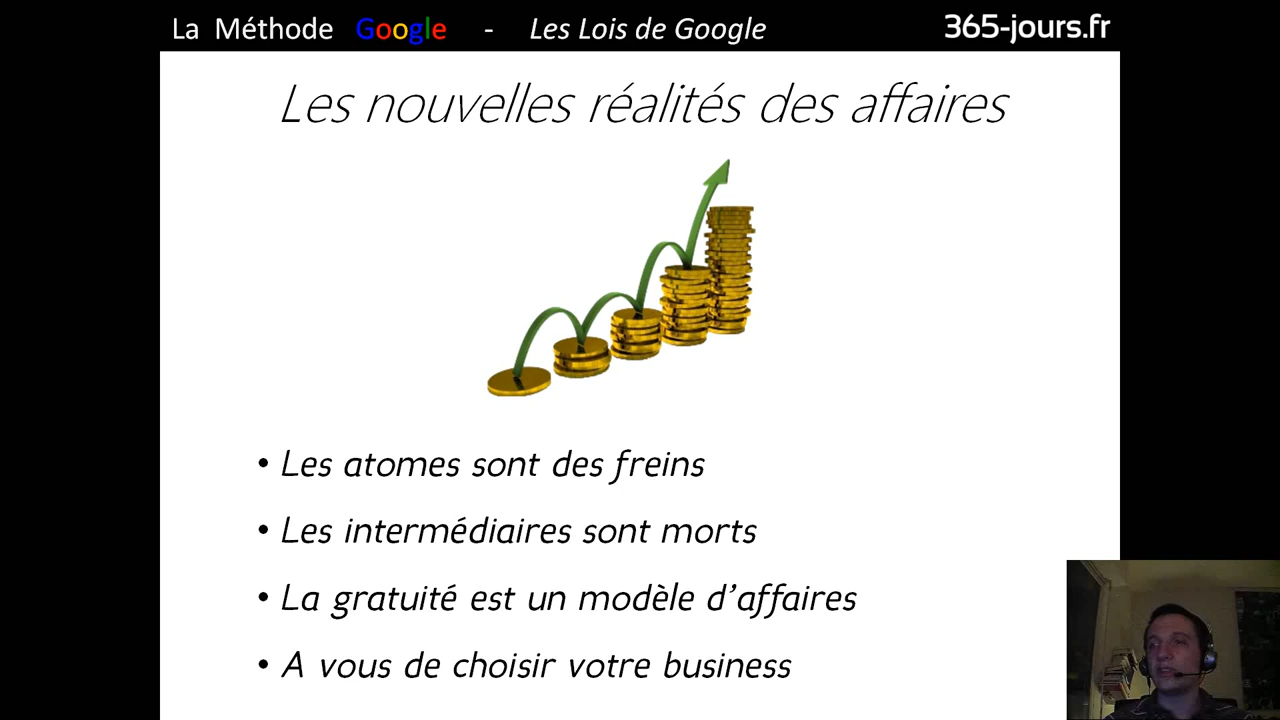 La Méthode Google - Les Lois de Google
365-jours.fr
Les nouvelles réalités des affaires
• Les atomes sont des freins
• Les intermédiaires sont morts
• La gratuité est un modèle d'affaires
• A vous de choisir votre business